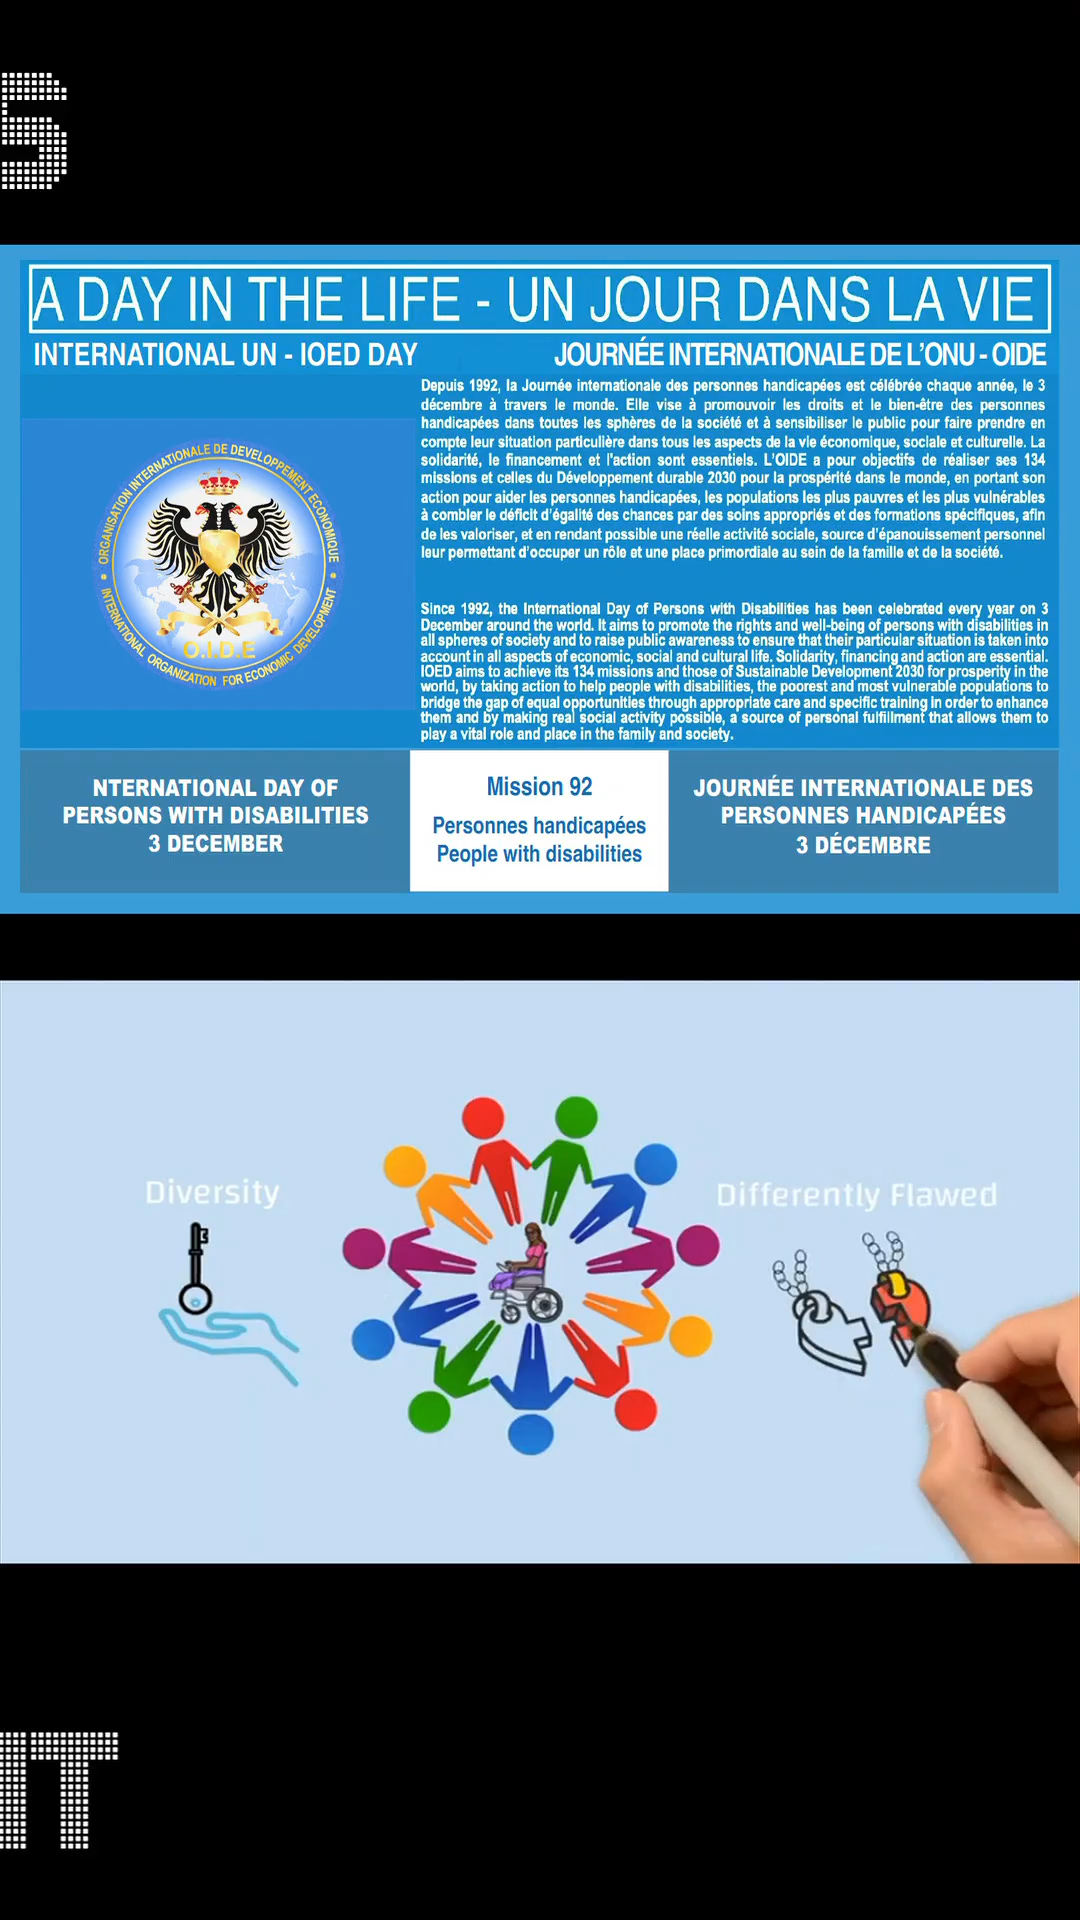 5
A DAY IN THE LIFE - UN JOUR DANS LA VIE
INTERNATIONAL UN - IOED DAY
JOURNÉE INTERNATIONALE DE L'ONU - OIDE
Depuis 1992, la Journée internationale des personnes handicapées est célébrée chaque année, le 3
décembre à travers le monde. Elle vise à promouvoir les droits et le bien-être des personnes
handicapées dans toutes les sphères de la société et à sensibiliser le public pour faire prendre en
compte leur situation particulière dans tous les aspects de la vie économique, sociale et culturelle. La
solidarité, le financement et l'action sont essentiels. L'OIDE a pour objectifs de réaliser ses 134
missions et celles du Développement durable 2030 pour la prospérité dans le monde, en portant son
action pour aider les personnes handicapées, les populations les plus pauvres et les plus vulnérables
à combler le déficit d'égalité des chances par des soins appropriés et des formations spécifiques, afin
de les valoriser, et en rendant possible une réelle activité sociale, source d'épanouissement personnel
leur permettant d'occuper un rôle et une place primordiale au sein de la famille et de la société.
ORGANISATION INTERNATIONALE DE DEVELOPPEMENT ECONOMIQUE
O.I.D.E
INTERNATIONAL ORGANIZATION FOR ECONOMIC DEVELOPMENT
Since 1992, the International Day of Persons with Disabilities has been celebrated every year on 3
December around the world. It aims to promote the rights and well-being of persons with disabilities in
all spheres of society and to raise public awareness to ensure that their particular situation is taken into
account in all aspects of economic, social and cultural life. Solidarity, financing and action are essential.
IOED aims to achieve its 134 missions and those of Sustainable Development 2030 for prosperity in the
world, by taking action to help people with disabilities, the poorest and most vulnerable populations to
bridge the gap of equal opportunities through appropriate care and specific training in order to enhance
them and by making real social activity possible, a source of personal fulfillment that allows them to
play a vital role and place in the family and society.
NTERNATIONAL DAY OF
PERSONS WITH DISABILITIES
3 DECEMBER
Mission 92
Personnes handicapées
People with disabilities
JOURNÉE INTERNATIONALE DES
PERSONNES HANDICAPÉES
3 DÉCEMBRE
Diversity
Differently Flawed
IT